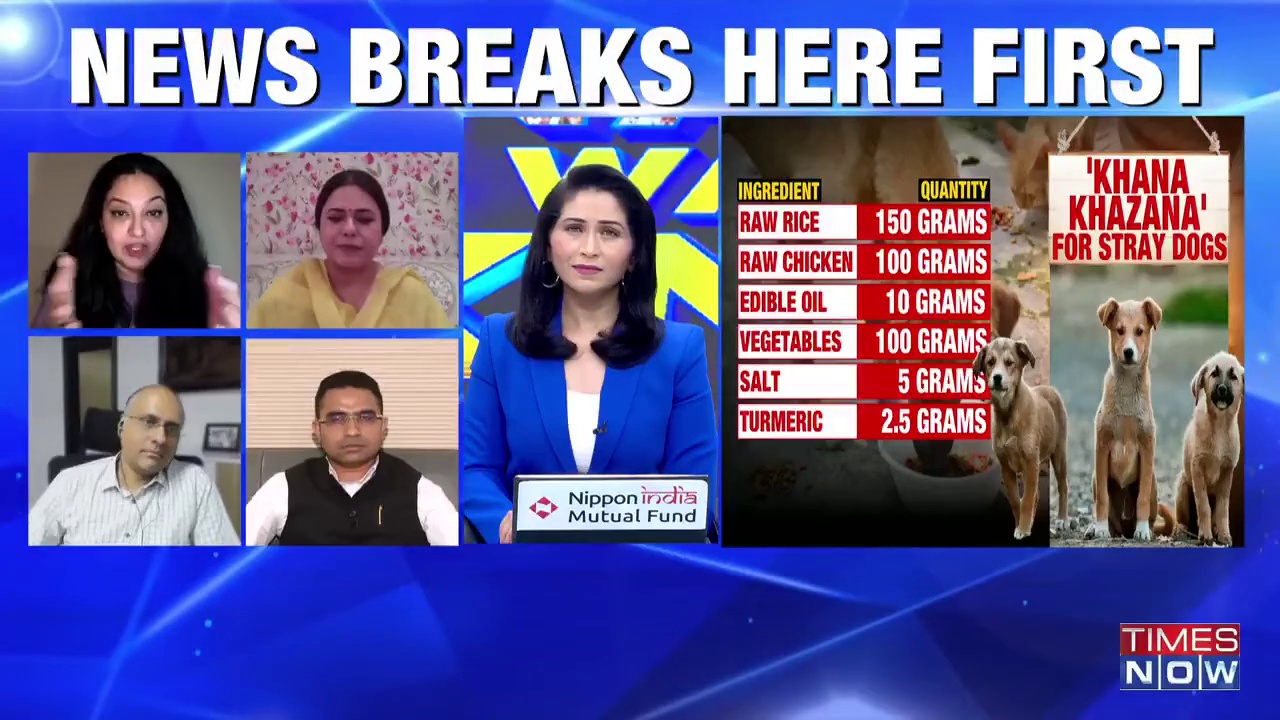 NEWS BREAKS HERE FIRST
INGREDIENT QUANTITY
RAW RICE 150 GRAMS
RAW CHICKEN 100 GRAMS
EDIBLE OIL 10 GRAMS
VEGETABLES 100 GRAMS
SALT 5 GRAMS
TURMERIC 2.5 GRAMS
'KHANA
KHAZANA'
FOR STRAY DOGS
Nippon india
Mutual Fund
TIMES
NOW